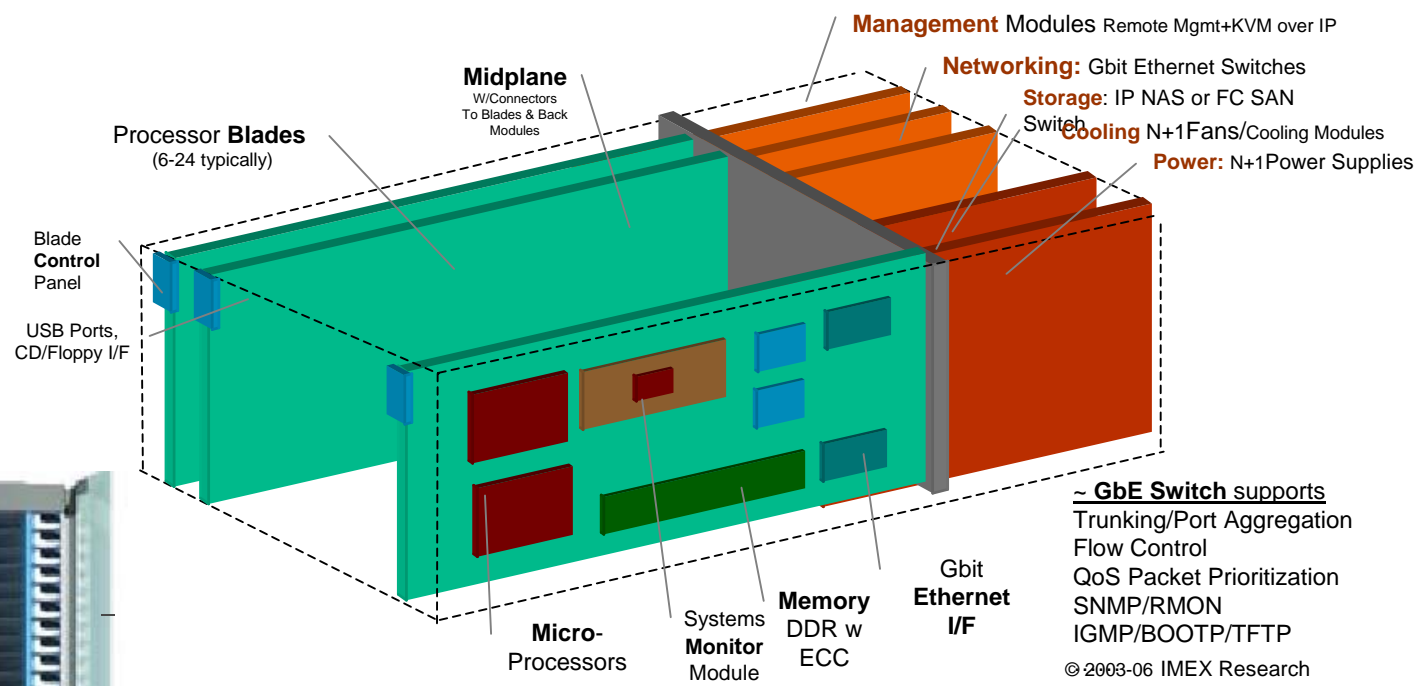 Management Modules Remote Mgmt+KVM over IP
Networking: Gbit Ethernet Switches
Storage: IP NAS or FC SAN
Switch
Cooling N+1Fans/Cooling Modules
Power: N+1Power Supplies
Midplane
W/Connectors
To Blades & Back
Modules
Processor Blades
(6-24 typically)
Blade
Control
Panel
USB Ports,
CD/Floppy I/F
Micro-
Processors
Systems
Monitor
Module
Memory
DDR w
ECC
Gbit
Ethernet
I/F
~ GbE Switch supports
Trunking/Port Aggregation
Flow Control
QoS Packet Prioritization
SNMP/RMON
IGMP/BOOTP/TFTP
© 2003-06 IMEX Research